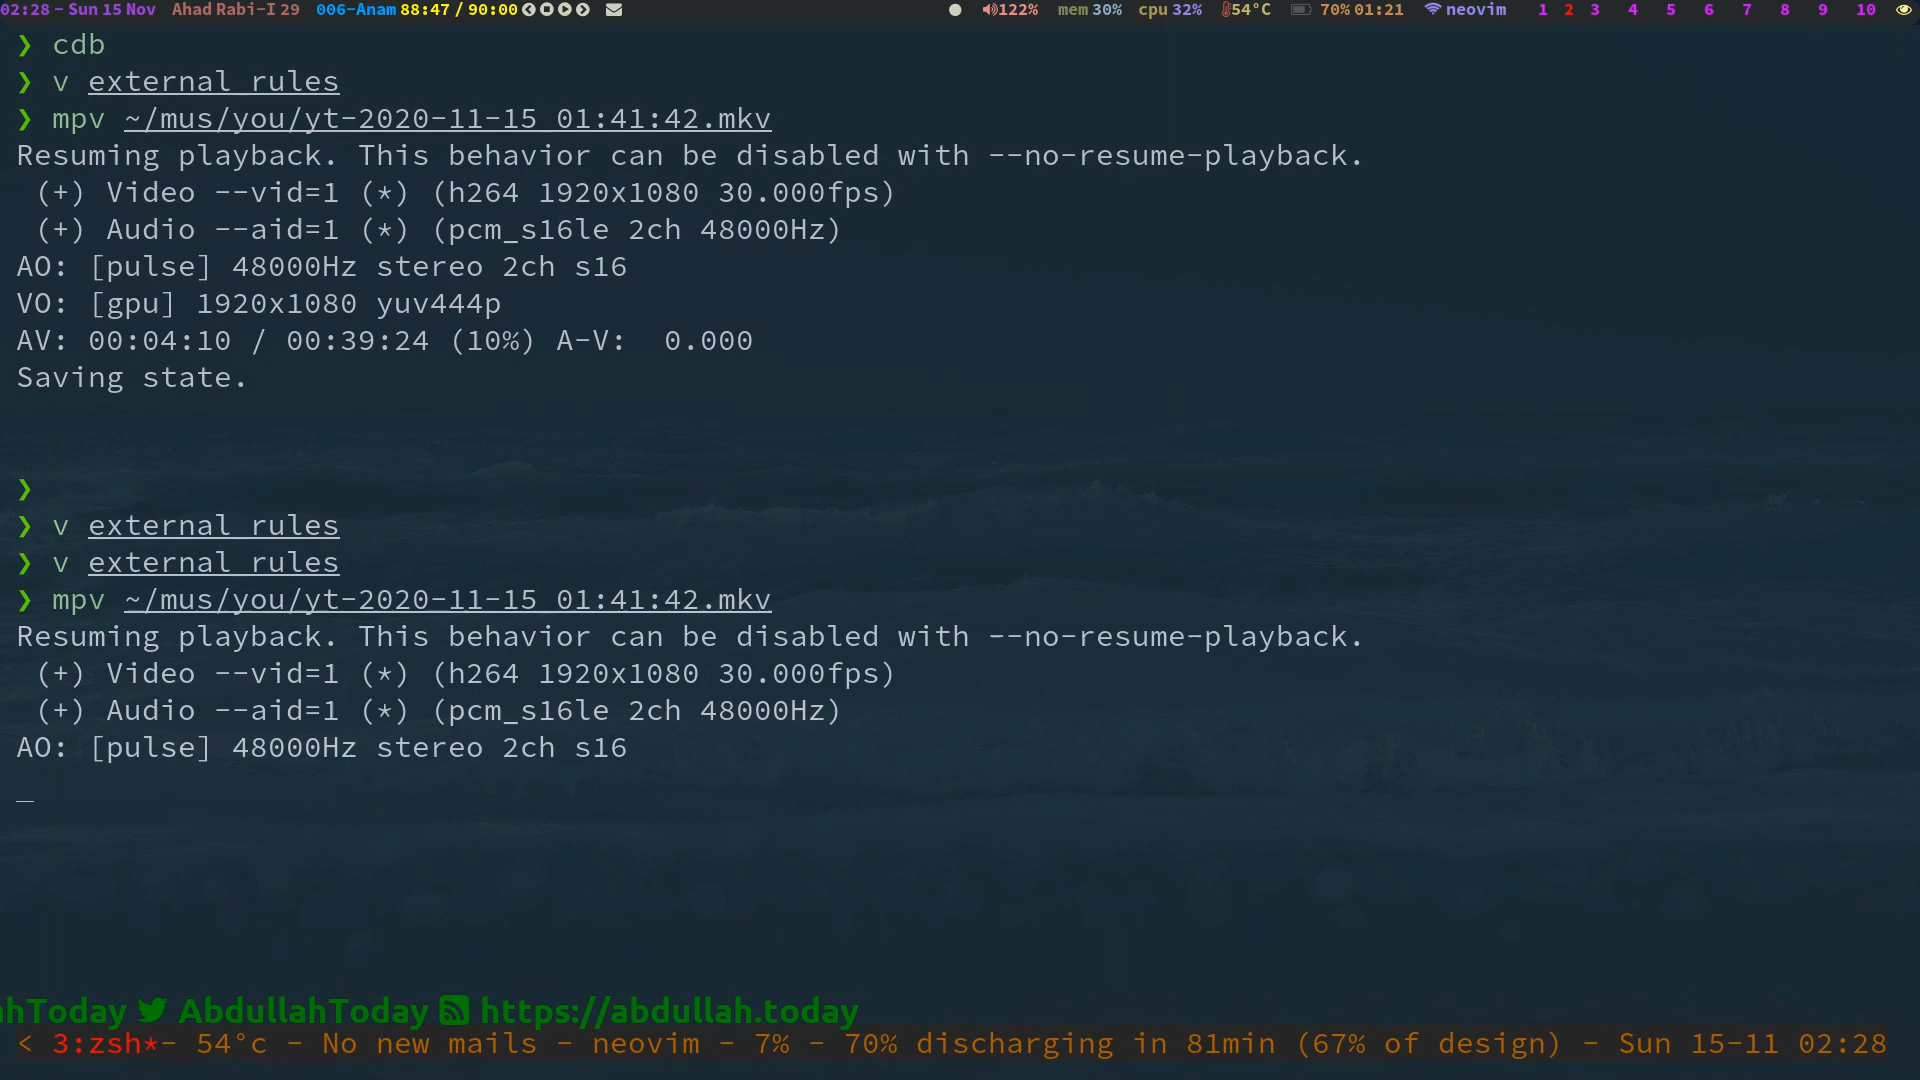 02:28 - Sun 15 Nov Ahad Rabi-I 29 006-Anam 88:47 / 90:00 122% mem 30% cpu 32% 54°C 70% 01:21 neovim 1 2 3 4 5 6 7 8 9 10
❯ cdb
❯ v external_rules
❯ mpv ~/mus/you/yt-2020-11-15_01:41:42.mkv
Resuming playback. This behavior can be disabled with --no-resume-playback.
(+) Video --vid=1 (*) (h264 1920x1080 30.000fps)
(+) Audio --aid=1 (*) (pcm_s16le 2ch 48000Hz)
AO: [pulse] 48000Hz stereo 2ch s16
VO: [gpu] 1920x1080 yuv444p
AV: 00:04:10 / 00:39:24 (10%) A-V:  0.000
Saving state.
❯
❯ v external_rules
❯ v external_rules
❯ mpv ~/mus/you/yt-2020-11-15_01:41:42.mkv
Resuming playback. This behavior can be disabled with --no-resume-playback.
(+) Video --vid=1 (*) (h264 1920x1080 30.000fps)
(+) Audio --aid=1 (*) (pcm_s16le 2ch 48000Hz)
AO: [pulse] 48000Hz stereo 2ch s16
_
hToday AbdullahToday https://abdullah.today
< 3:zsh*- 54°c - No new mails - neovim - 7% - 70% discharging in 81min (67% of design) - Sun 15-11 02:28